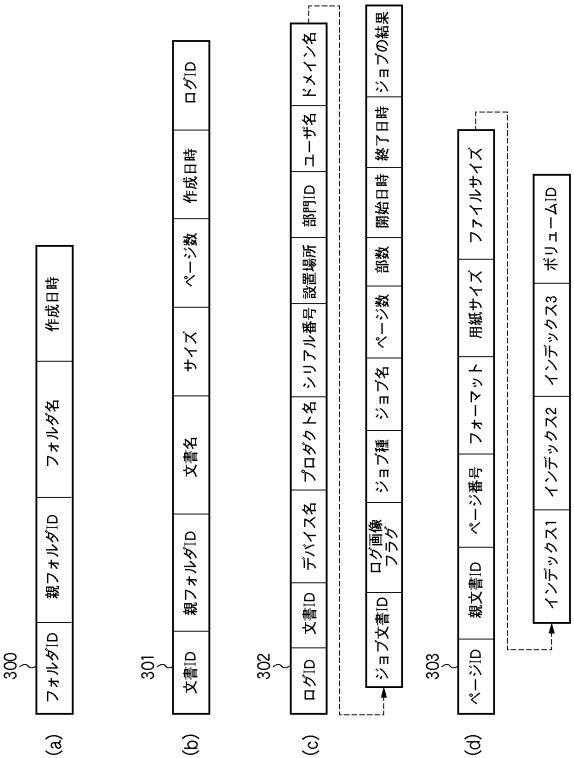 (a)
300
フォルダID
親フォルダID
フォルダ名
作成日時
(b)
301
文書ID
親フォルダID
文書名
サイズ
ページ数
作成日時
ログID
(c)
302
ログID
文書ID
デバイス名
プロダクト名
シリアル番号
設置場所
部門ID
ユーザ名
ドメイン名
ジョブ文書ID
ログ画像
フラグ
ジョブ種
ジョブ名
ページ数
部数
開始日時
終了日時
ジョブの結果
(d)
303
ページID
親文書ID
ページ番号
フォーマット
用紙サイズ
ファイルサイズ
インデックス1
インデックス2
インデックス3
ボリュームID